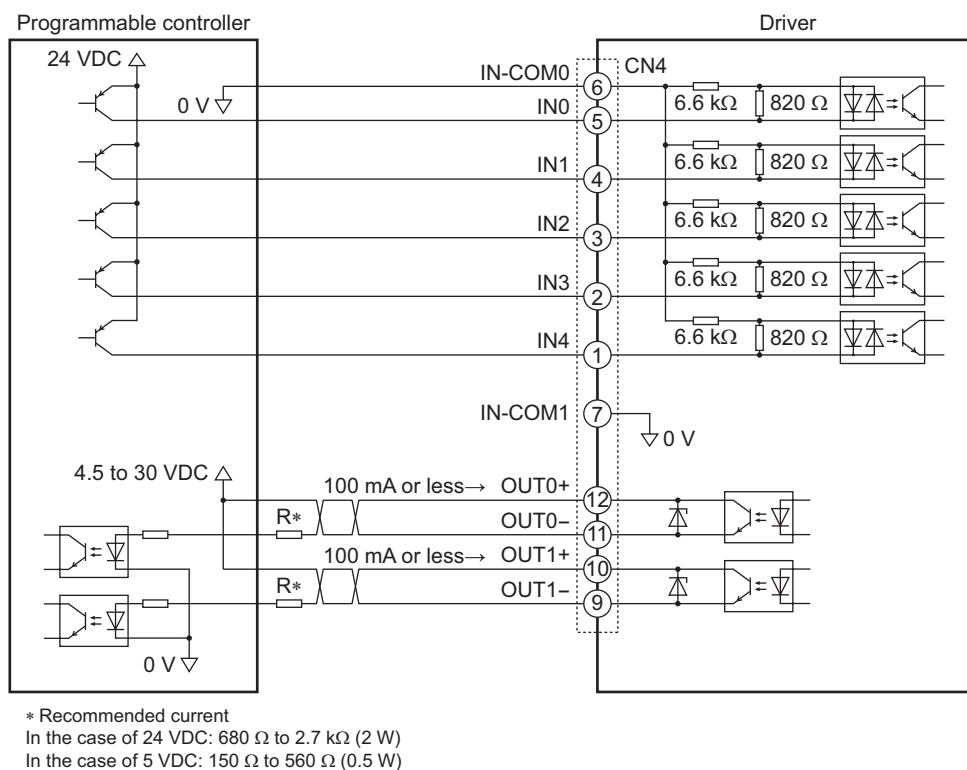 Programmable controller
Driver
24 VDC
0 V
IN-COM0
6
CN4
6.6 kΩ
820 Ω
IN0
5
IN1
4
6.6 kΩ
820 Ω
IN2
3
6.6 kΩ
820 Ω
IN3
2
6.6 kΩ
820 Ω
IN4
1
6.6 kΩ
820 Ω
IN-COM1
7
0 V
4.5 to 30 VDC
100 mA or less→
OUT0+
12
R*
OUT0−
11
100 mA or less→
OUT1+
10
R*
OUT1−
9
0 V
* Recommended current
In the case of 24 VDC: 680 Ω to 2.7 kΩ (2 W)
In the case of 5 VDC: 150 Ω to 560 Ω (0.5 W)